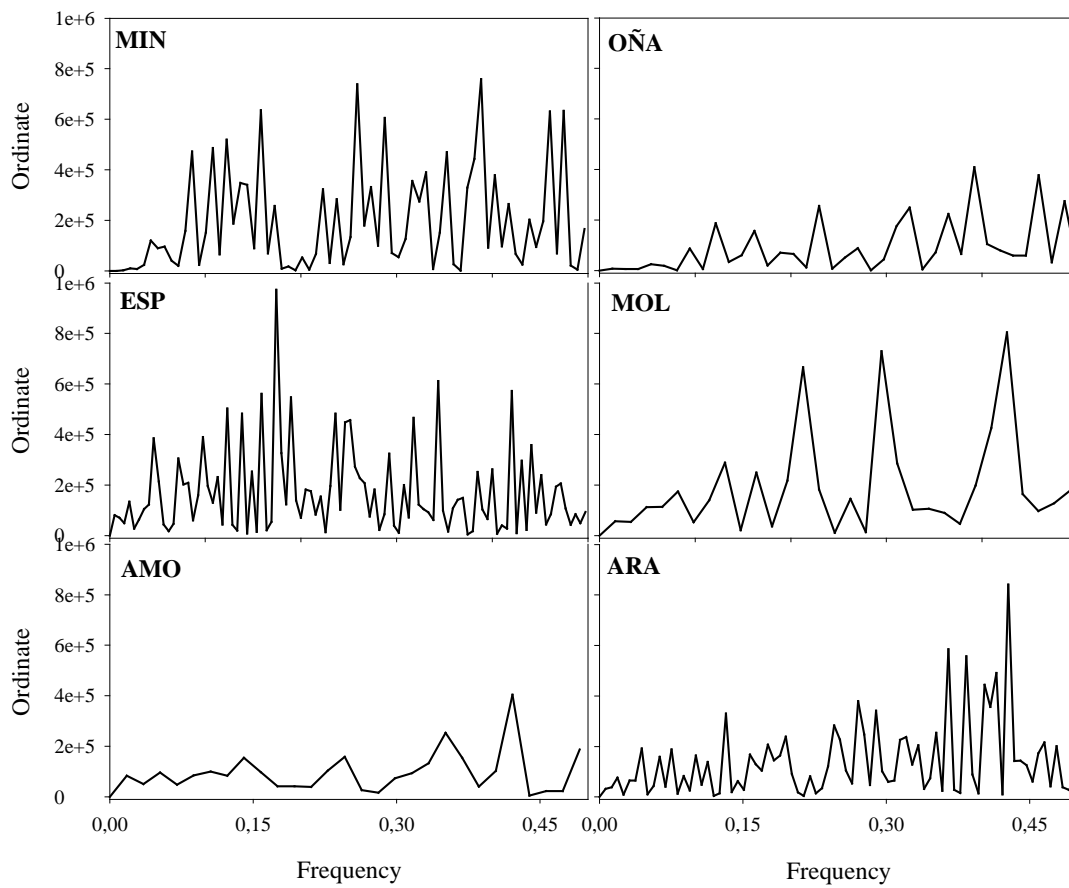 1e+6
MIN
OÑA
8e+5
6e+5
Ordinate
4e+5
2e+5
0
1e+6
ESP
MOL
8e+5
6e+5
Ordinate
4e+5
2e+5
0
1e+6
AMO
ARA
8e+5
6e+5
Ordinate
4e+5
2e+5
0
0,00 0,15 0,30 0,45 0,00 0,15 0,30 0,45
Frequency Frequency